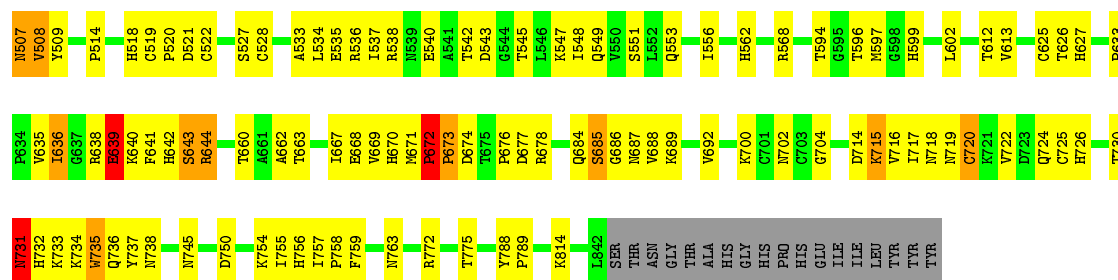 N507 V508 Y509 P514 H518 C519 P520 D521 C522 S527 C528 A533 L534 E535 R536 I537 R538 N539 E540 A541 T542 D543 G544 T545 L546 K547 I548 Q549 V550 S551 L552 Q553 I556 H562 R568 T594 G595 T596 M597 G598 H599 L602 T612 V613 C625 T626 H627
P634 V635 I636 G637 R638 E639 K640 F641 H642 S643 R644 T660 A661 A662 T663 I667 E668 V669 H670 M671 P672 P673 D674 T675 P676 D677 R678 Q684 S685 G686 N687 V688 K689 V692 K700 C701 N702 C703 G704 D714 K715 V716 I717 N718 N719 C720 K721 V722 D723 Q724 C725 H726 T730
N731 H732 K733 K734 W735 Q736 Y737 N738 N745 D750 K754 I755 H756 I757 P758 F759 N763 R772 T775 Y788 P789 K814 L842 SER THR ASN GLY THR ALA HIS GLY HIS PRO HIS GLU ILE ILE LEU TYR TYR TYR